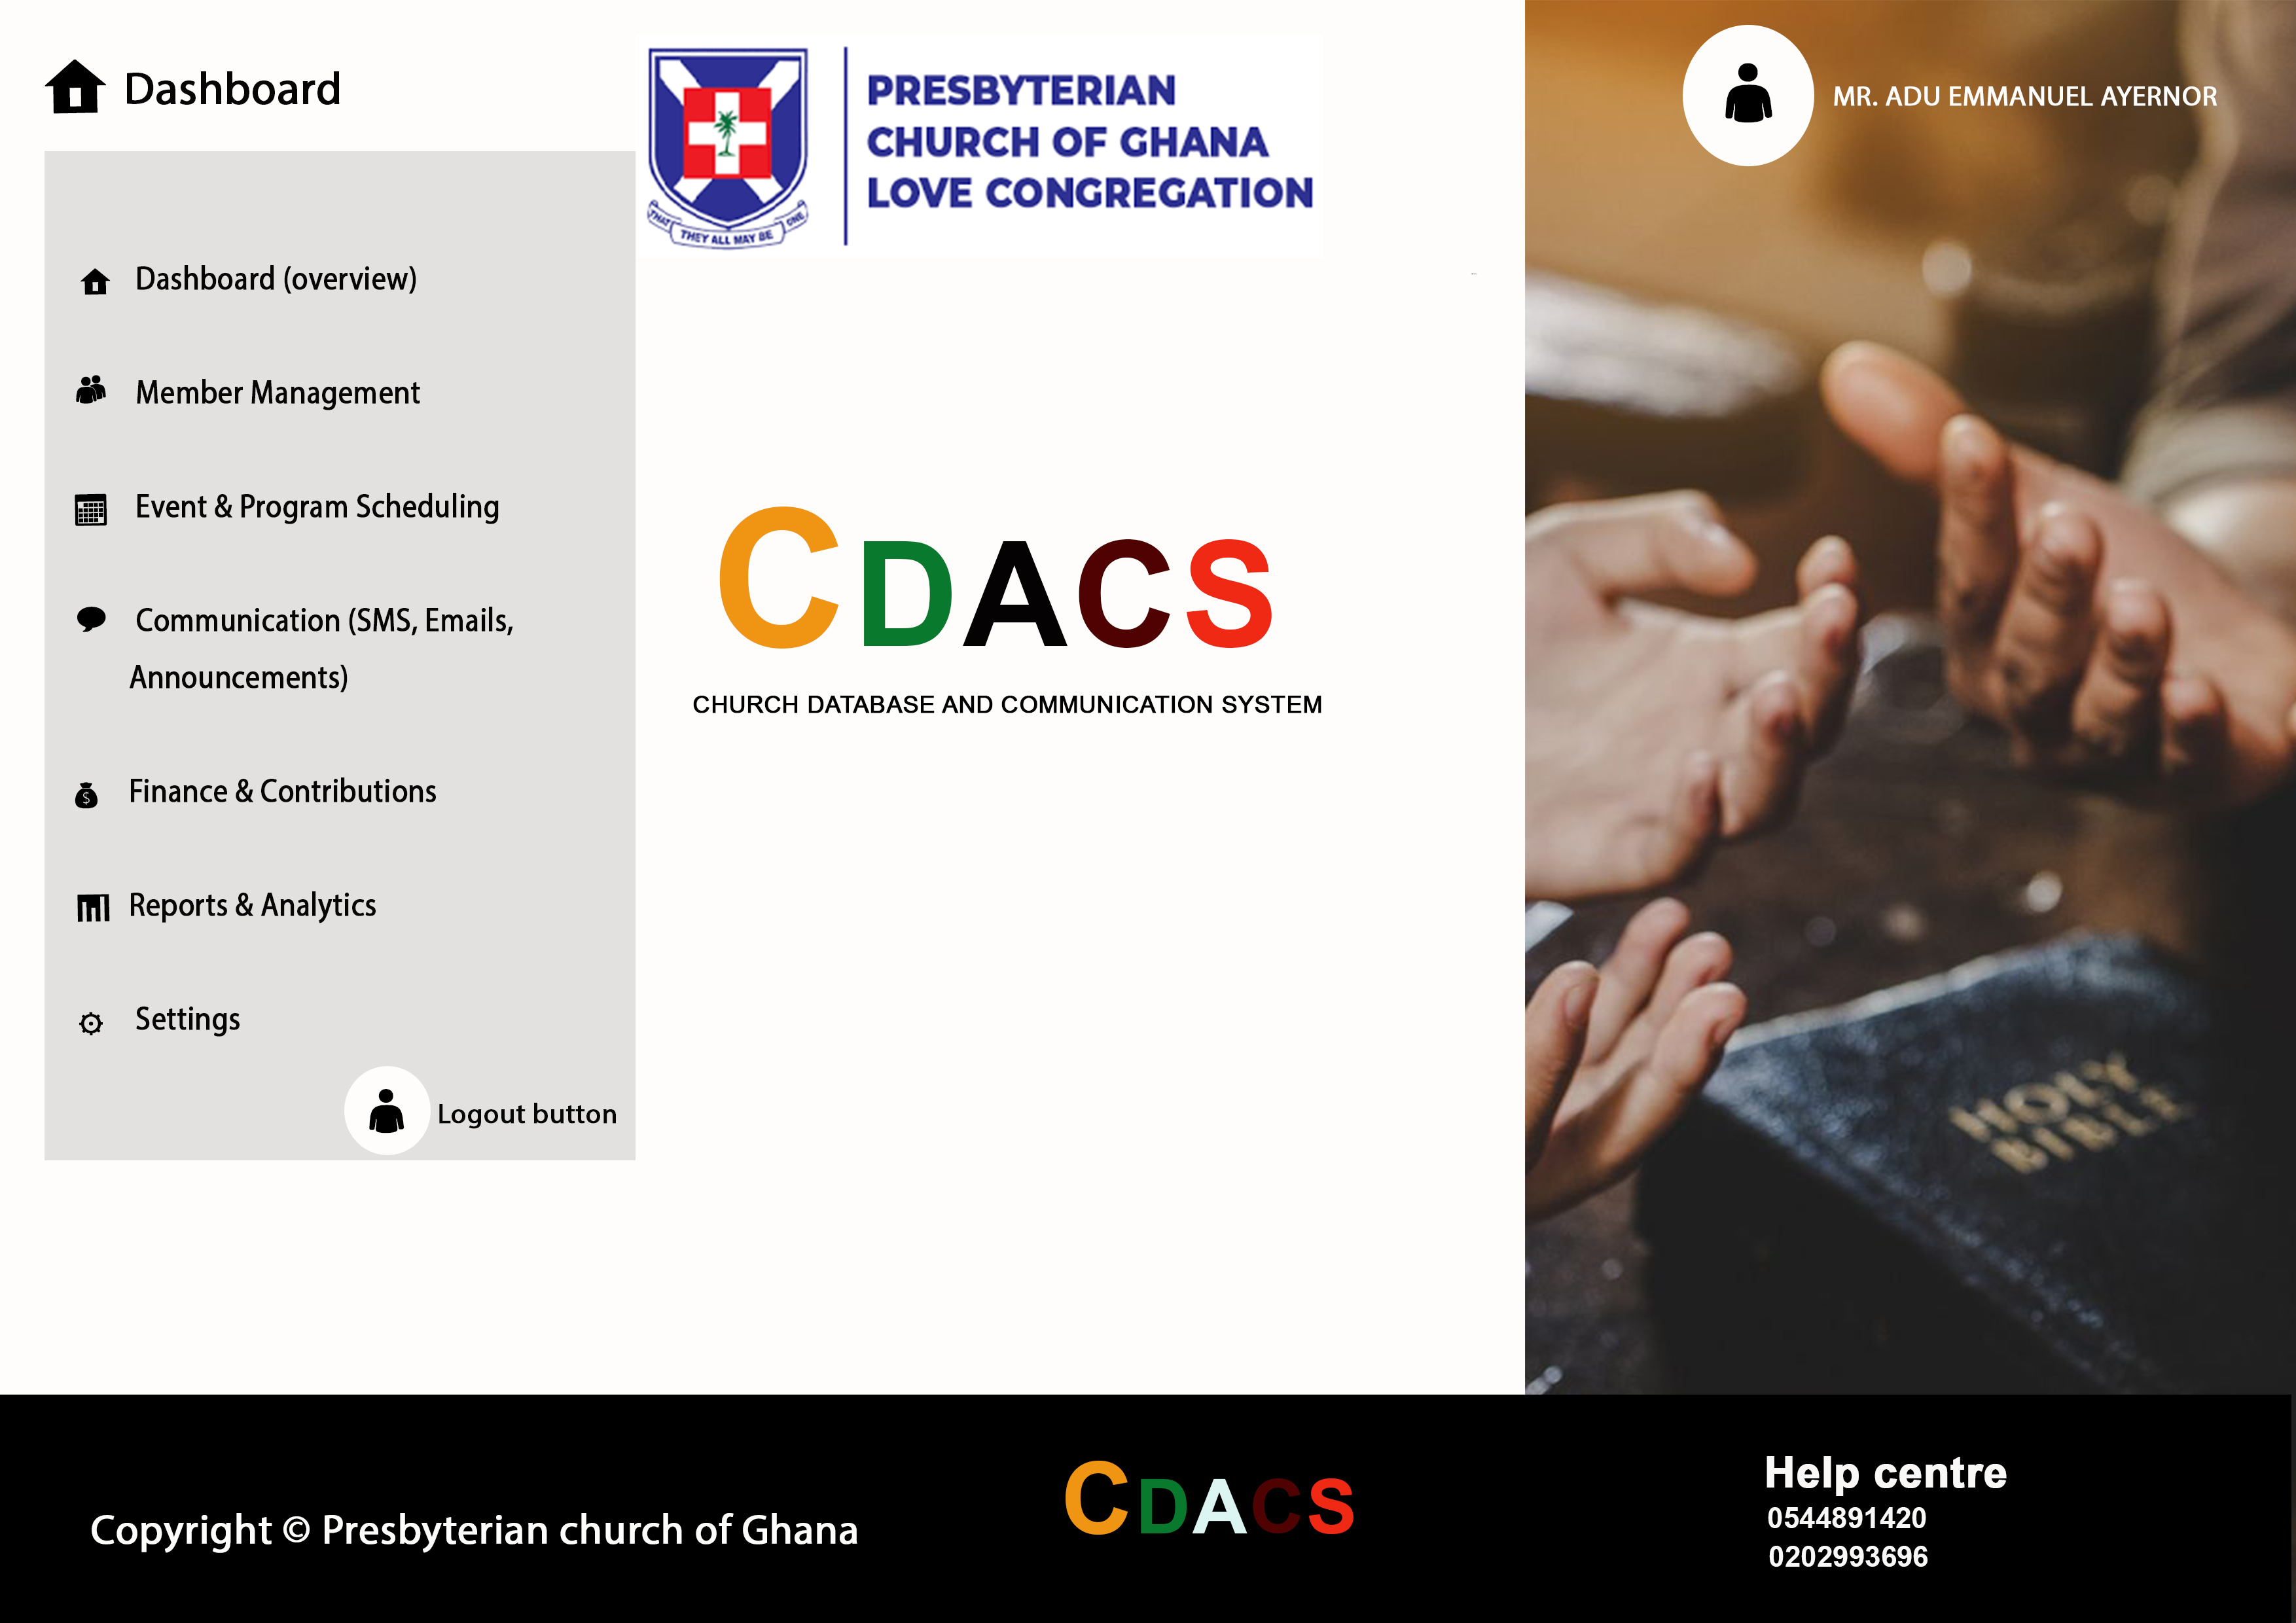 Dashboard
PRESBYTERIAN
CHURCH OF GHANA
LOVE CONGREGATION
THAT THEY ALL MAY BE ONE
MR. ADU EMMANUEL AYERNOR
Dashboard (overview)
Member Management
Event & Program Scheduling
Communication (SMS, Emails,
Announcements)
Finance & Contributions
Reports & Analytics
Settings
Logout button
CDACS
CHURCH DATABASE AND COMMUNICATION SYSTEM
HOLY
BIBLE
Copyright © Presbyterian church of Ghana
CDACS
Help centre
0544891420
0202993696